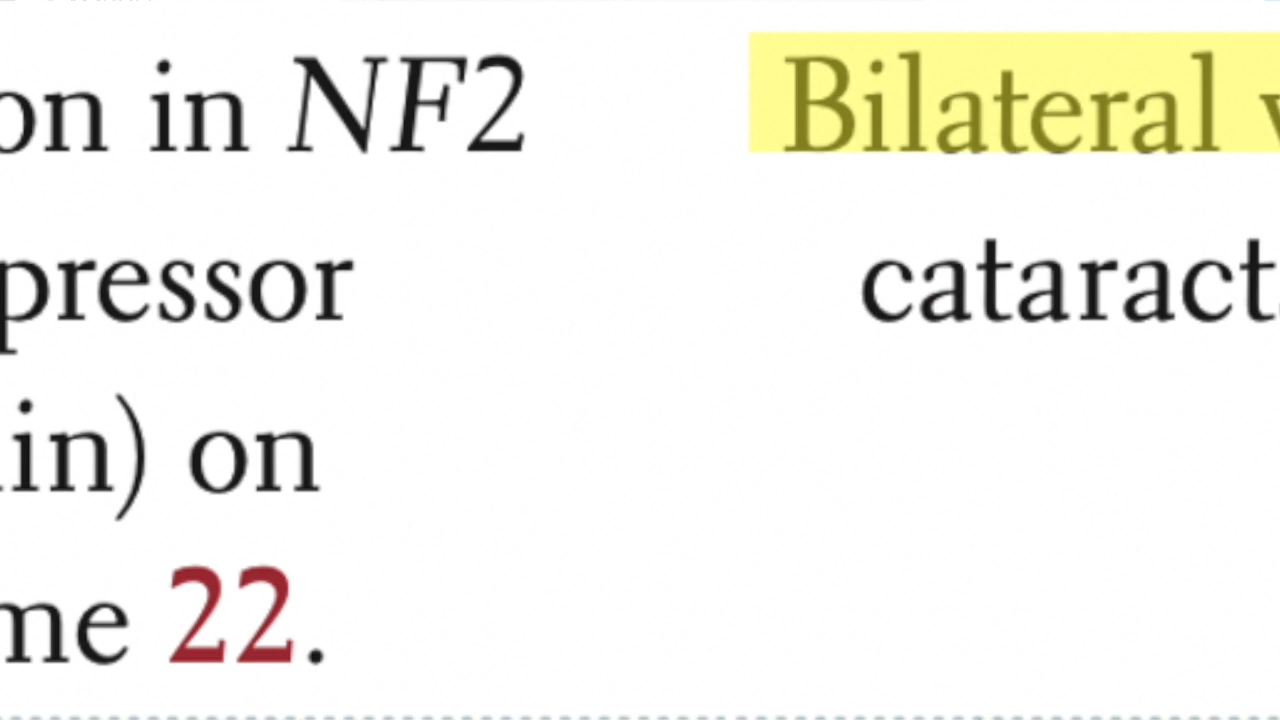 on in NF2
pressor
in) on
me 22.
Bilateral
cataract